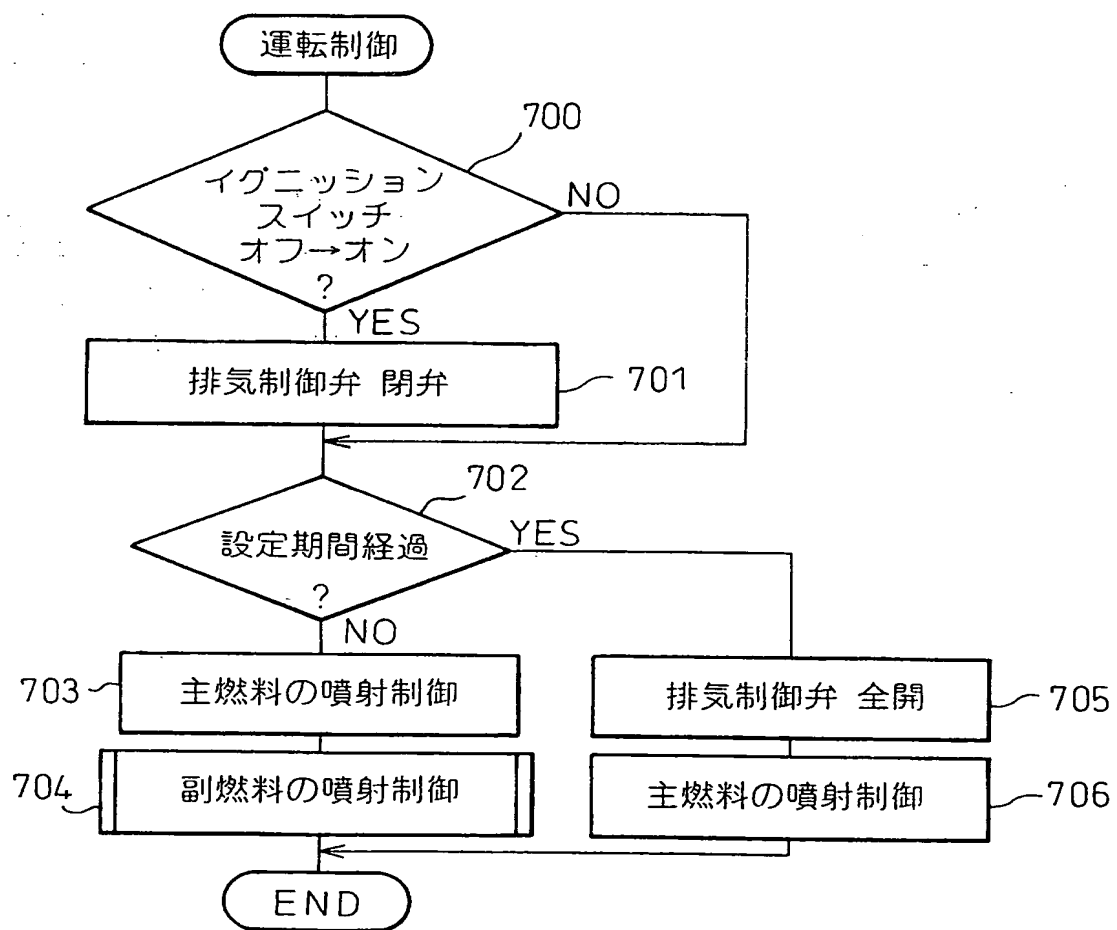 運転制御
700
イグニッション
スイッチ
オフ→オン
?
NO
YES
排気制御弁 閉弁
701
702
設定期間経過
?
YES
NO
703
主燃料の噴射制御
排気制御弁 全開
705
704
副燃料の噴射制御
主燃料の噴射制御
706
END